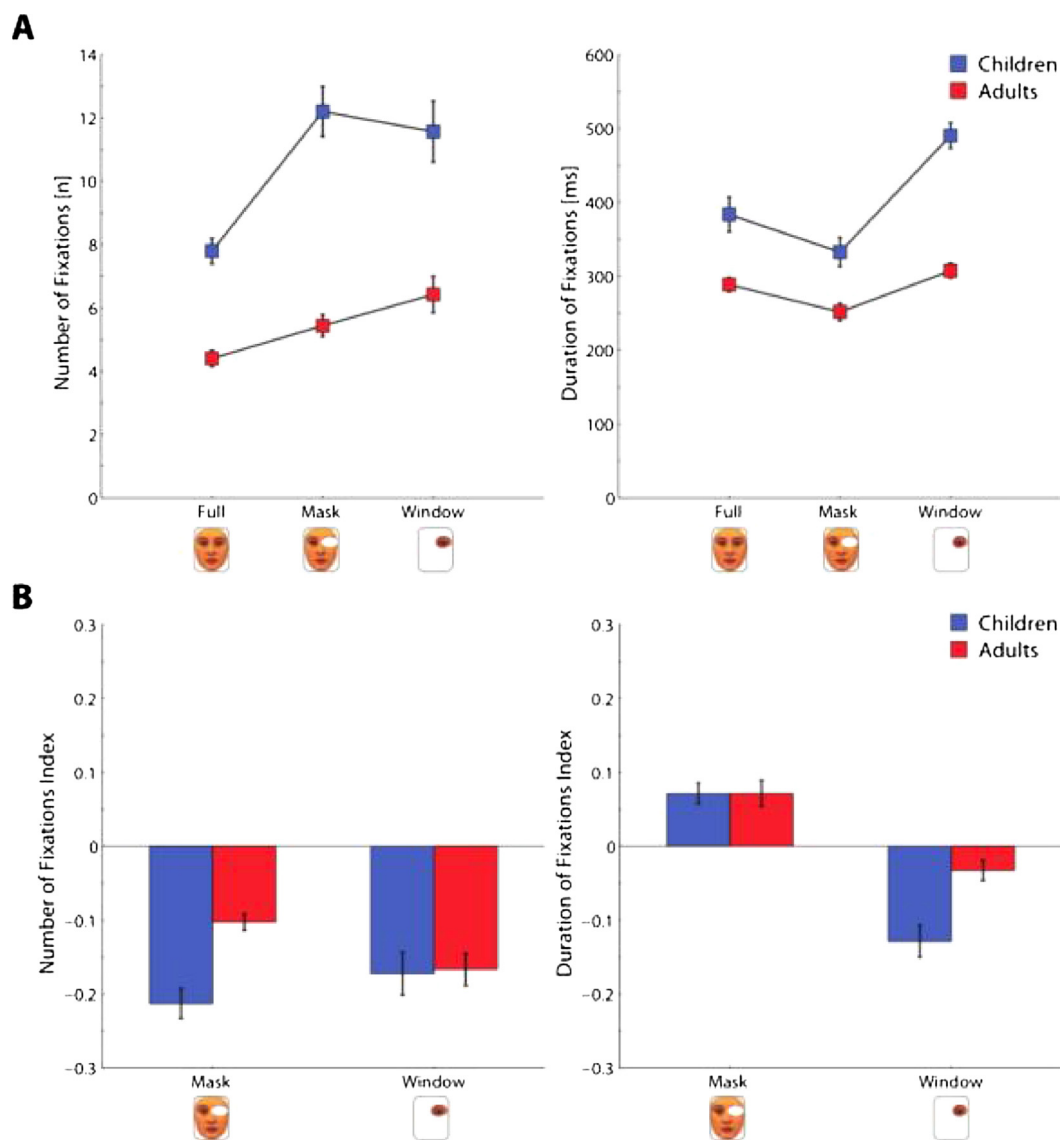 A
Number of Fixations [n]
14
12
10
8
6
4
2
0
Full
Mask
Window
Duration of Fixations [ms]
600
500
400
300
200
100
0
Children
Adults
Full
Mask
Window
B
Number of Fixations Index
0.3
0.2
0.1
0
−0.1
−0.2
−0.3
Mask
Window
Duration of Fixations Index
0.3
0.2
0.1
0
−0.1
−0.2
−0.3
Children
Adults
Mask
Window